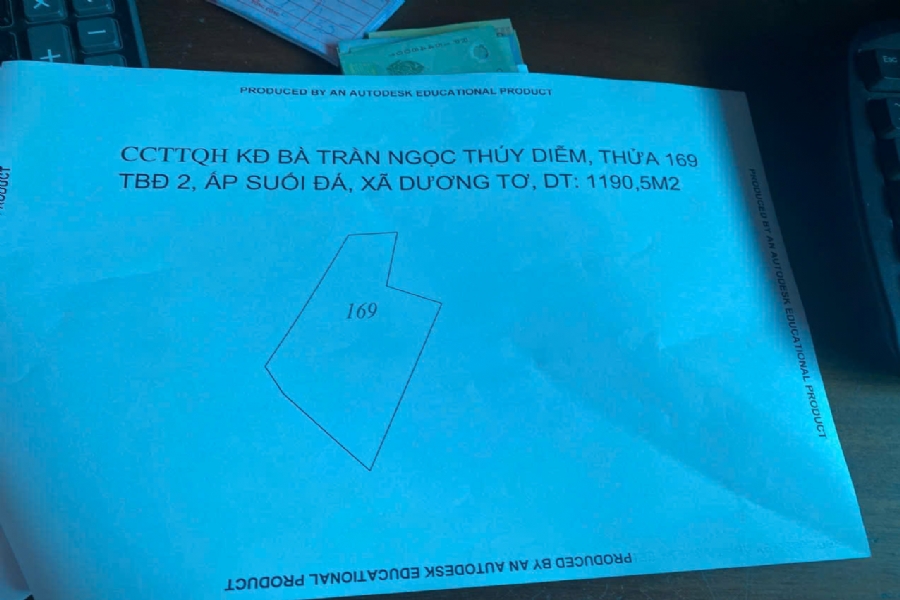 PRODUCED BY AN AUTODESK EDUCATIONAL PRODUCT
CCTTQH KĐ BÀ TRÀN NGỌC THÚY DIỄM, THỬA 169
TBĐ 2, ẤP SUỐI ĐÁ, XÃ DƯƠNG TƠ, DT: 1190,5M2
169
PRODUCED BY AN AUTODESK EDUCATIONAL PRODUCT
PRODUCED BY AN AUTODESK EDUCATIONAL PRODUCT
Esc